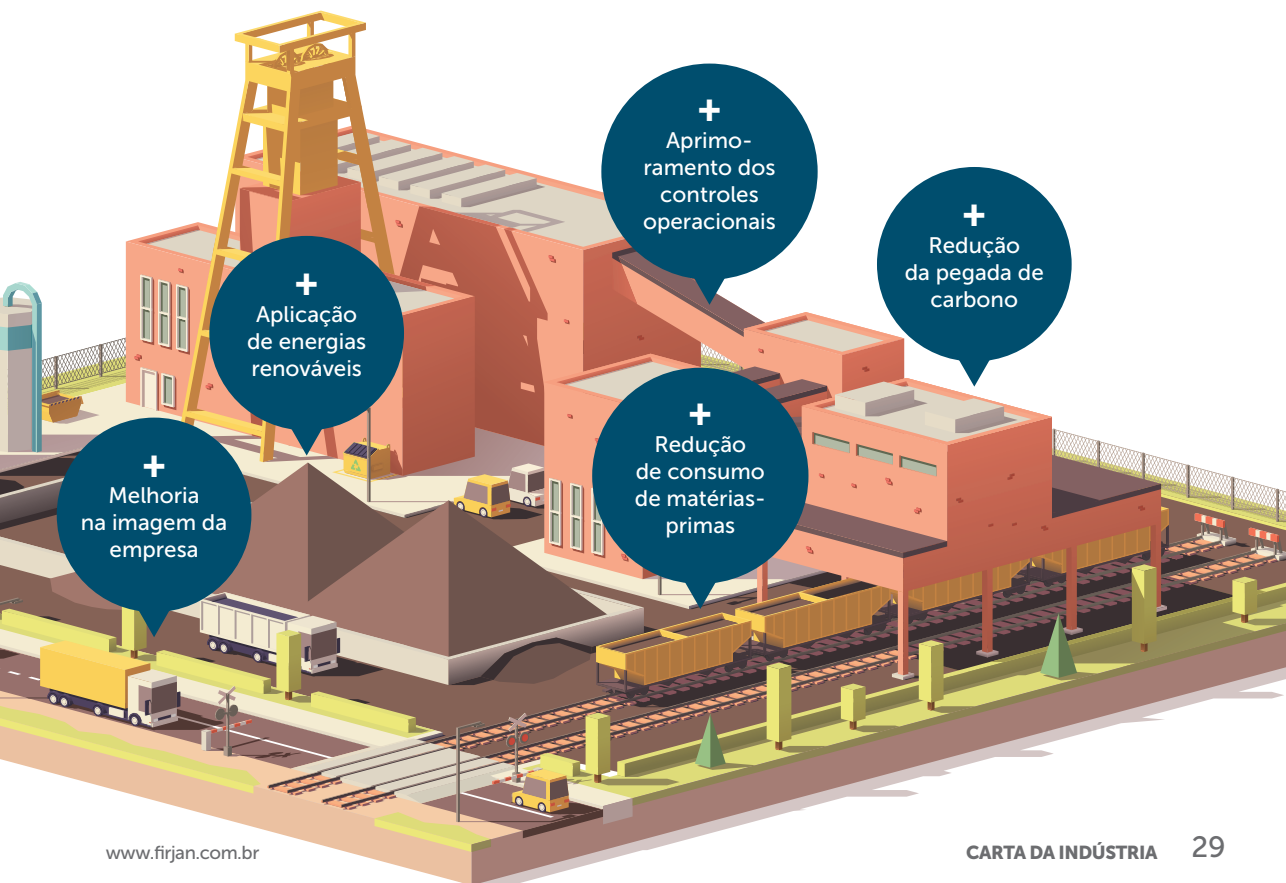 +
Aprimo-
ramento dos
controles
operacionais
+
Redução
da pegada de
carbono
+
Aplicação
de energias
renováveis
+
Redução
de consumo
de matérias-
primas
+
Melhoria
na imagem da
empresa
www.firjan.com.br
CARTA DA INDÚSTRIA 29